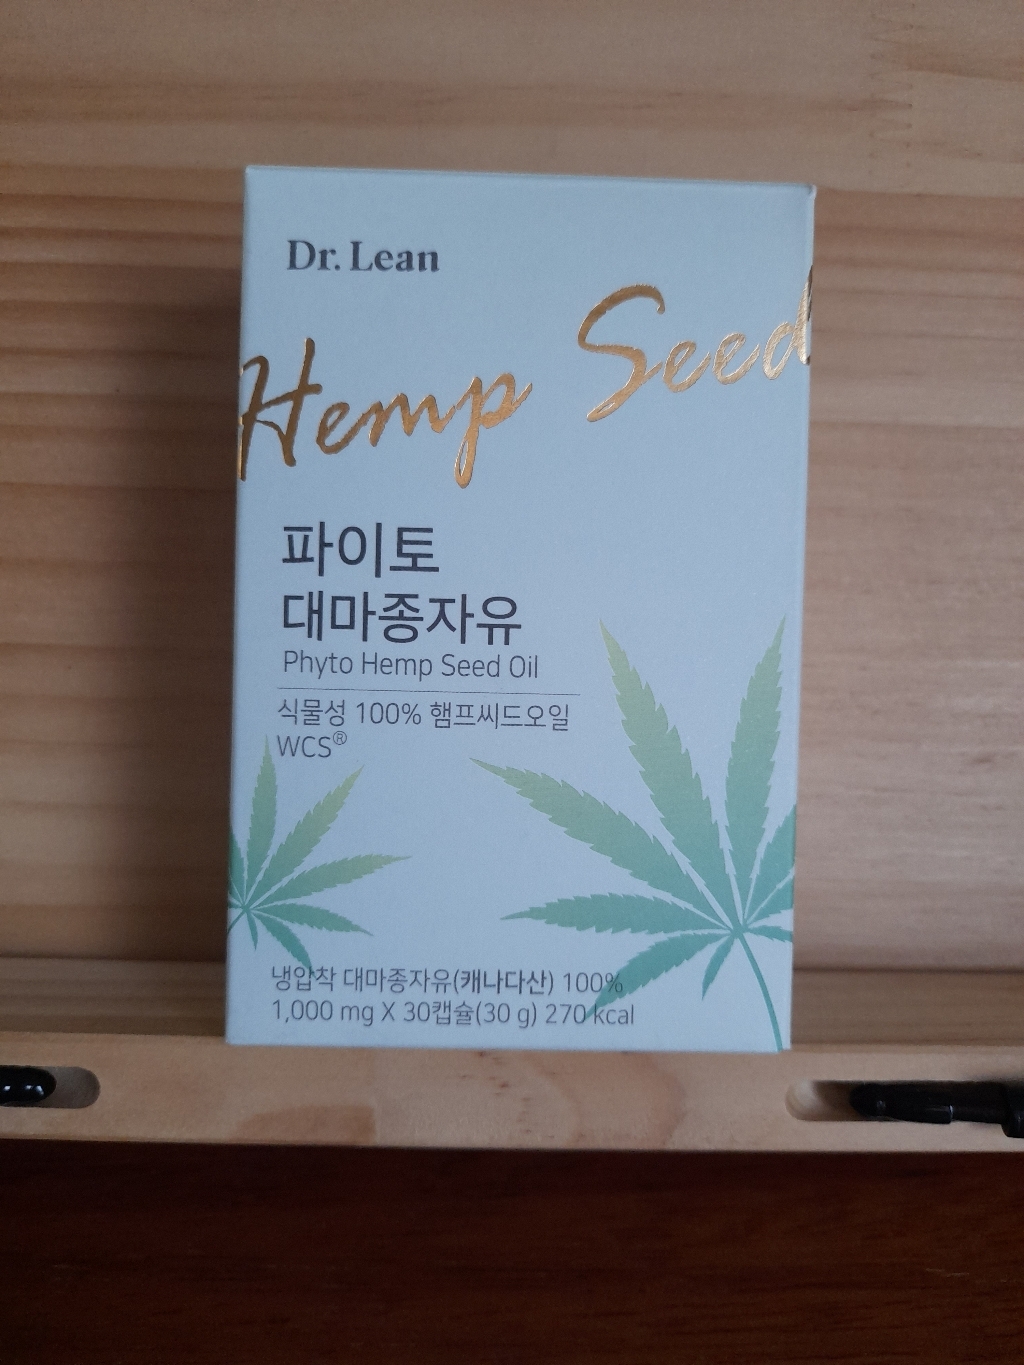 Dr. Lean
Hemp Seed
파이토
대마종자유
Phyto Hemp Seed Oil
식물성 100% 햄프씨드오일
WCS®
냉압착 대마종자유(캐나다산) 100%
1,000 mg X 30캡슐(30 g) 270 kcal